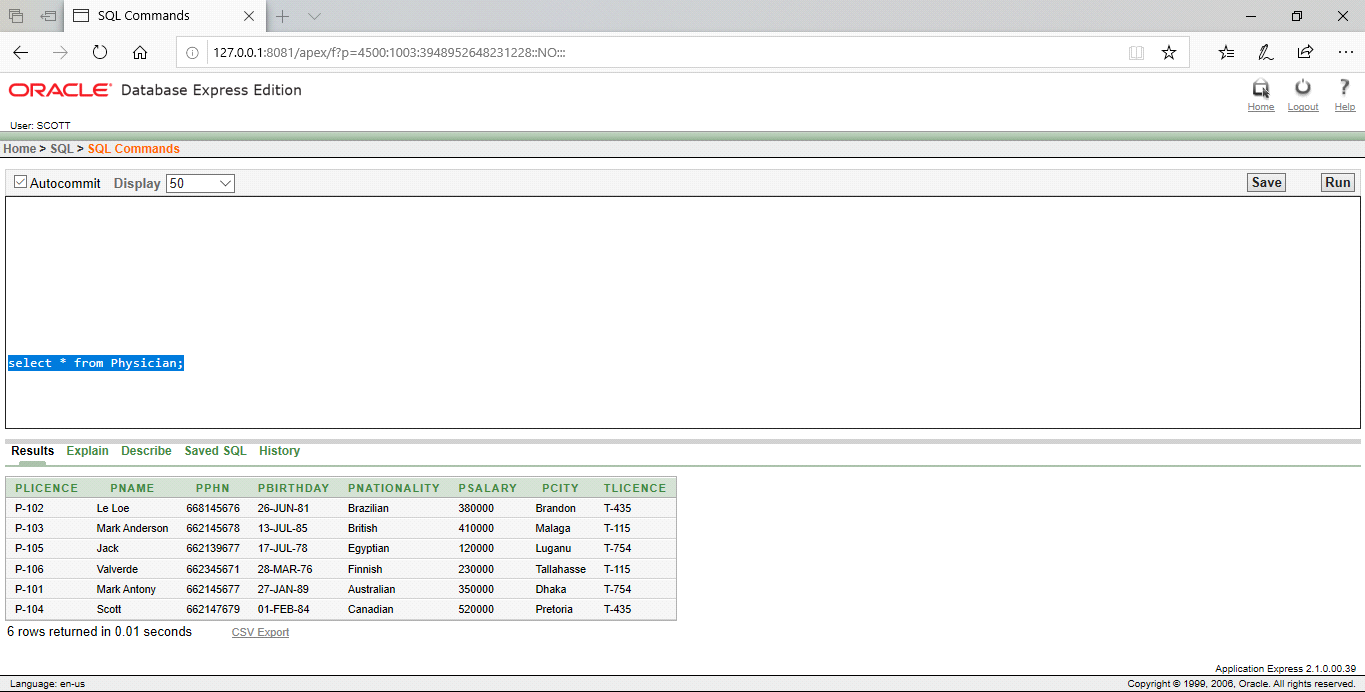 SQL Commands
127.0.0.1:8081/apex/f?p=4500:1003:3948952648231228::NO:::
ORACLE Database Express Edition
Home Logout Help
User: SCOTT
Home > SQL > SQL Commands
Autocommit Display 50 Save Run
select * from Physician;
Results Explain Describe Saved SQL History
PLICENCE PNAME PPHN PBIRTHDAY PNATIONALITY PSALARY PCITY TLICENCE
P-102 Le Loe 668145676 26-JUN-81 Brazilian 380000 Brandon T-435
P-103 Mark Anderson 662145678 13-JUL-85 British 410000 Malaga T-115
P-105 Jack 662139677 17-JUL-78 Egyptian 120000 Luganu T-754
P-106 Valverde 662345671 28-MAR-76 Finnish 230000 Tallahasse T-115
P-101 Mark Antony 662145677 27-JAN-89 Australian 350000 Dhaka T-754
P-104 Scott 662147679 01-FEB-84 Canadian 520000 Pretoria T-435
6 rows returned in 0.01 seconds CSV Export
Application Express 2.1.0.00.39
Language: en-us Copyright © 1999, 2006, Oracle. All rights reserved.